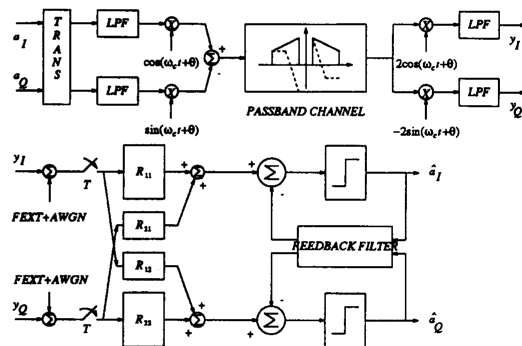 a_I
TRANS
LPF
cos(ω_c t+θ)
+
-
a_Q
LPF
sin(ω_c t+θ)
PASSBAND CHANNEL
2cos(ω_c t+θ)
LPF
y_I
-2sin(ω_c t+θ)
LPF
y_Q
y_I
Σ
T
R_11
+
+
Σ
+
Σ
-
â_I
FEXT+AWGN
R_21
FEEDBACK FILTER
R_12
FEXT+AWGN
y_Q
Σ
T
R_22
+
+
Σ
+
Σ
-
â_Q